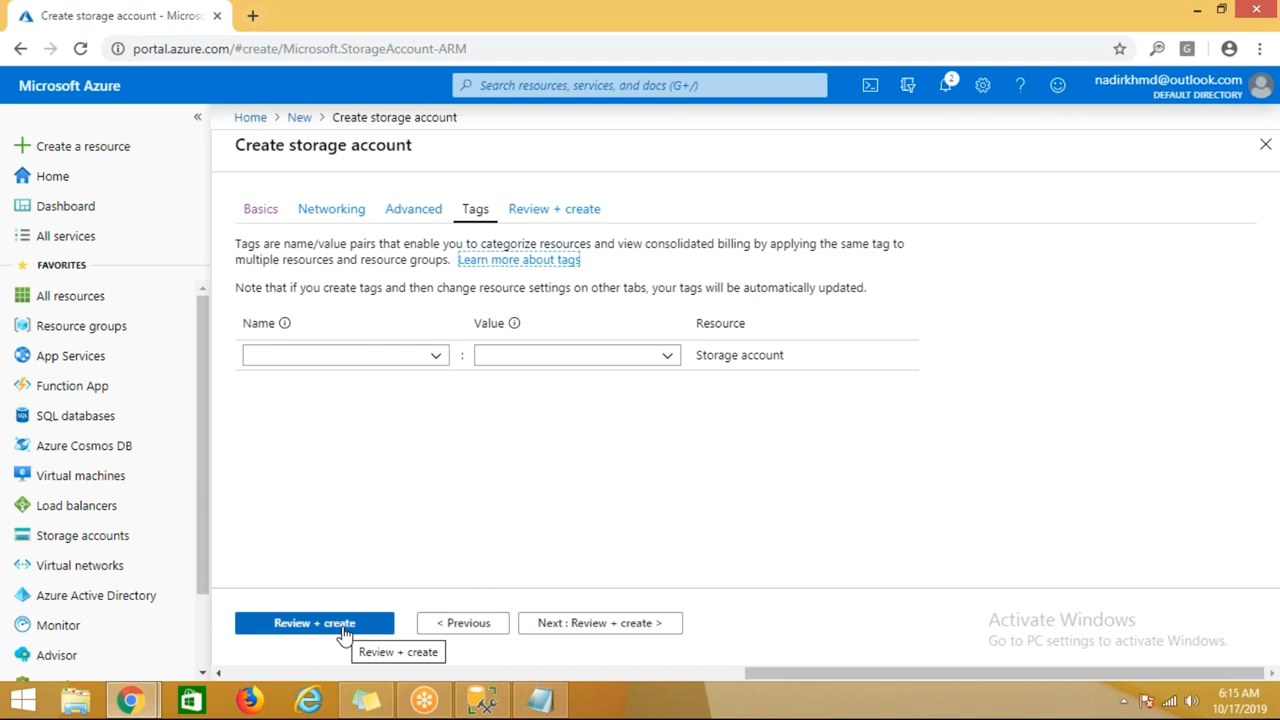 Create storage account - Micros
portal.azure.com/#create/Microsoft.StorageAccount-ARM
G
Microsoft Azure
Search resources, services, and docs (G+/)
2
nadirkhmd@outlook.com
DEFAULT DIRECTORY
Home > New > Create storage account
Create storage account
Create a resource
Home
Dashboard
All services
FAVORITES
All resources
Resource groups
App Services
Function App
SQL databases
Azure Cosmos DB
Virtual machines
Load balancers
Storage accounts
Virtual networks
Azure Active Directory
Monitor
Advisor
Basics Networking Advanced Tags Review + create
Tags are name/value pairs that enable you to categorize resources and view consolidated billing by applying the same tag to
multiple resources and resource groups. Learn more about tags
Note that if you create tags and then change resource settings on other tabs, your tags will be automatically updated.
Name Value Resource
: Storage account
Review + create < Previous Next : Review + create >
Review + create
Activate Windows
Go to PC settings to activate Windows.
6:15 AM
10/17/2019